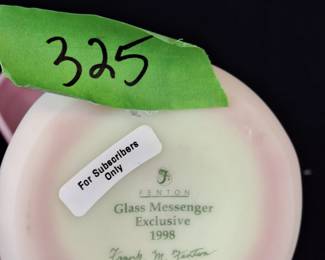 325
For Subscribers
Only
FENTON
Glass Messenger
Exclusive
1998
Frank M. Fenton